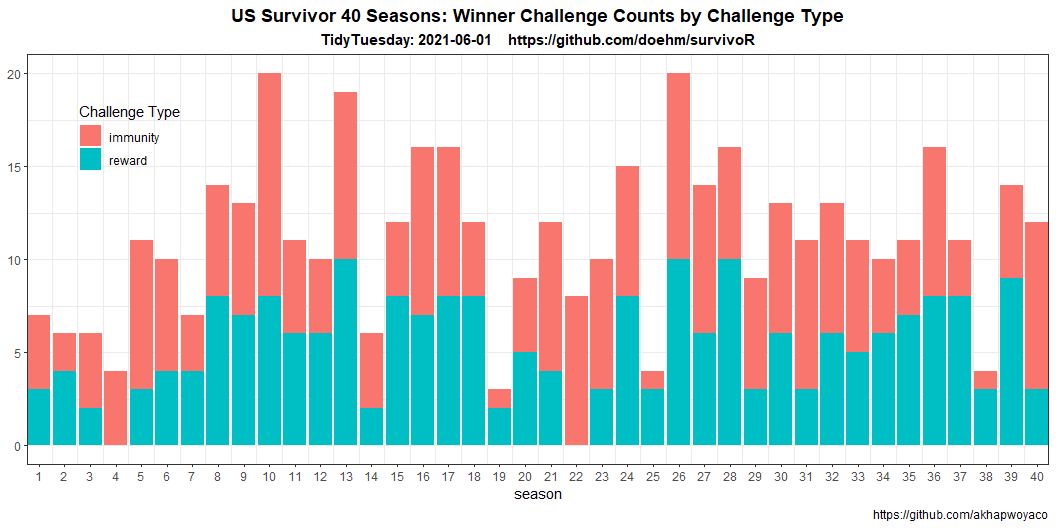 US Survivor 40 Seasons: Winner Challenge Counts by Challenge Type
TidyTuesday: 2021-06-01 https://github.com/doehm/survivoR
20
15
10
5
0
Challenge Type
immunity
reward
1 2 3 4 5 6 7 8 9 10 11 12 13 14 15 16 17 18 19 20 21 22 23 24 25 26 27 28 29 30 31 32 33 34 35 36 37 38 39 40
season
https://github.com/akhapwoyaco